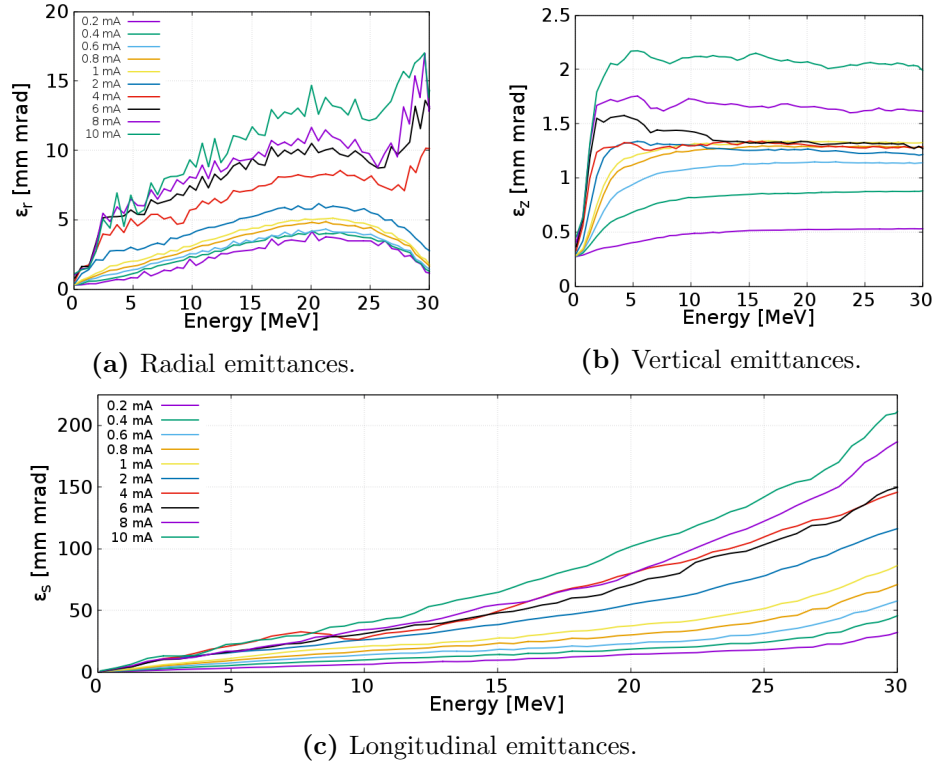 20
15
10
5
0
εr [mm mrad]
0.2 mA
0.4 mA
0.6 mA
0.8 mA
1 mA
2 mA
4 mA
6 mA
8 mA
10 mA
0 5 10 15 20 25 30
Energy [MeV]
(a) Radial emittances.
2.5
2
1.5
1
0.5
0
εz [mm mrad]
0 5 10 15 20 25 30
Energy [MeV]
(b) Vertical emittances.
200
150
100
50
0
εs [mm mrad]
0.2 mA
0.4 mA
0.6 mA
0.8 mA
1 mA
2 mA
4 mA
6 mA
8 mA
10 mA
0 5 10 15 20 25 30
Energy [MeV]
(c) Longitudinal emittances.